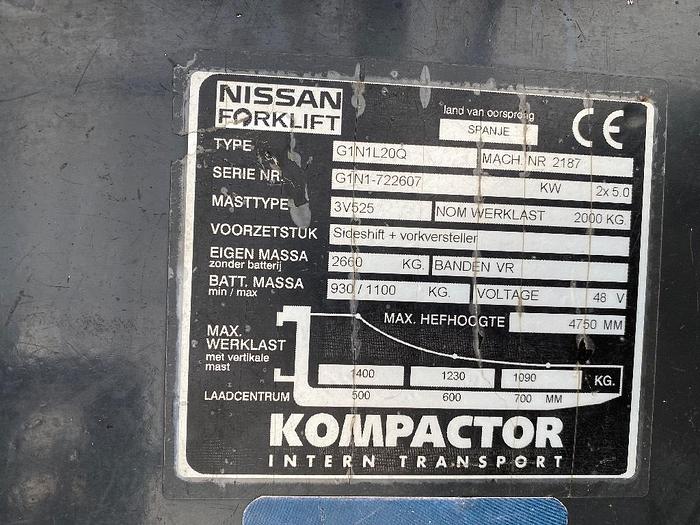 NISSAN
FORKLIFT
land van oorsprong
SPANJE
CE
TYPE G1N1L20Q MACH. NR 2187
SERIE NR. G1N1-722607 KW 2x 5.0
MASTTYPE 3V525 NOM WERKLAST 2000 KG
VOORZETSTUK Sideshift + vorkversteller
EIGEN MASSA
zonder batterij
2660 KG. BANDEN VR
BATT. MASSA
min / max
930 / 1100 KG. VOLTAGE 48 V
MAX. HEFHOOGTE 4750 MM
MAX.
WERKLAST
met vertikale
mast
1400 1230 1090 KG.
LAADCENTRUM 500 600 700 MM
KOMPACTOR
INTERN TRANSPORT